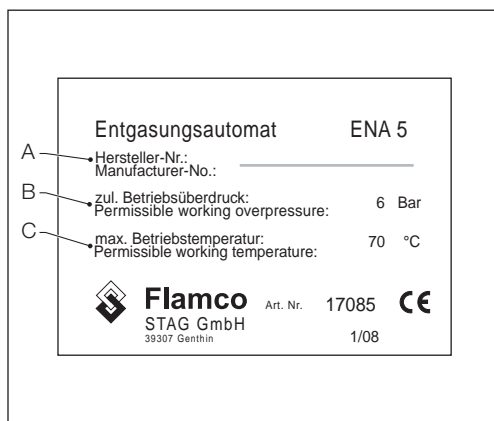 Entgasungsautomat ENA 5
A
Hersteller-Nr.:
Manufacturer-No.:
B
zul. Betriebsüberdruck:
Permissible working overpressure: 6 Bar
C
max. Betriebstemperatur:
Permissible working temperature: 70 °C
Flamco Art. Nr. 17085 CE
STAG GmbH
39307 Genthin 1/08